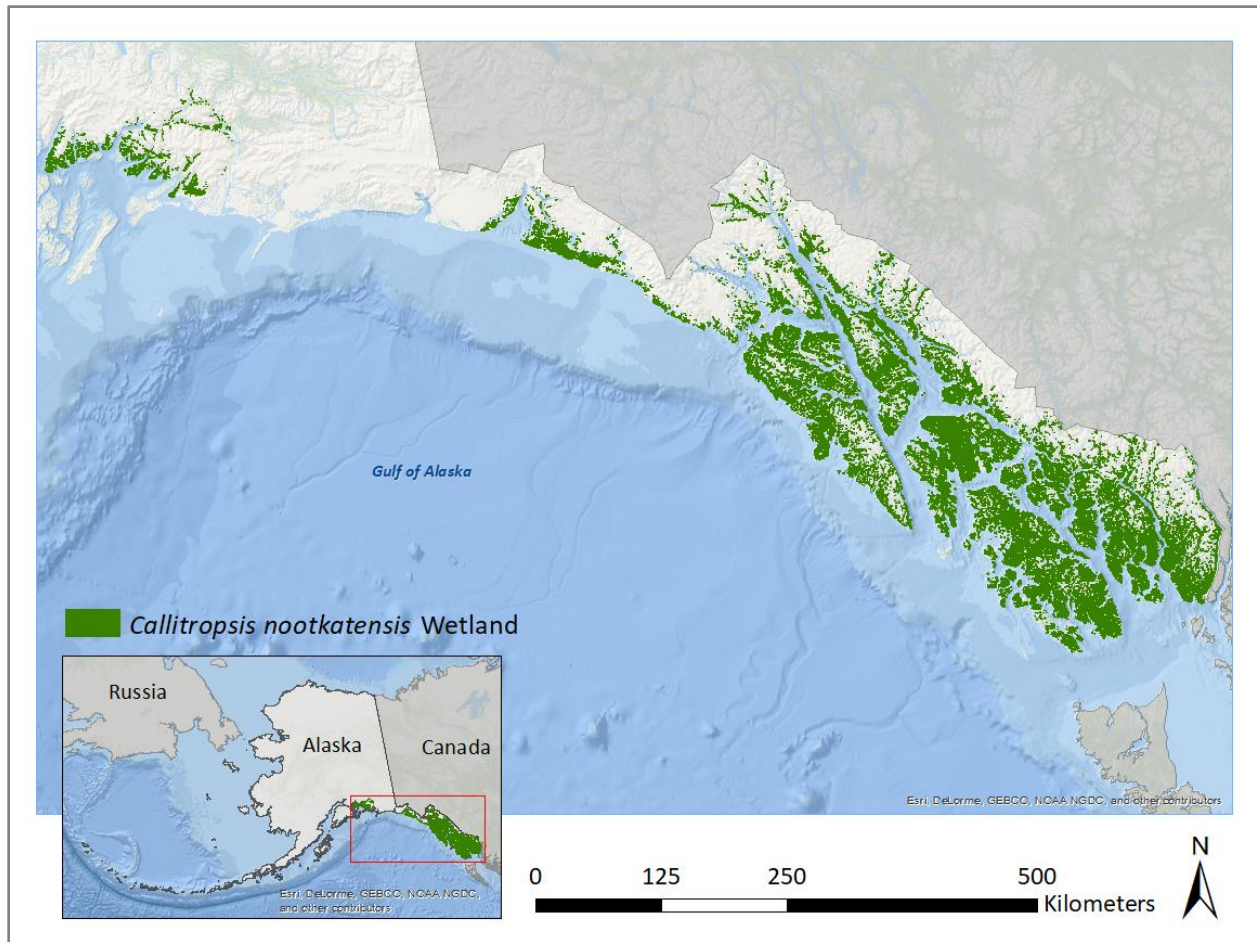 Gulf of Alaska
Callitropsis nootkatensis Wetland
Russia
Alaska
Canada
Esri, DeLorme, GEBCO, NOAA NGDC,
and other contributors
Esri, DeLorme, GEBCO, NOAA NGDC, and other contributors
0 125 250 500
Kilometers
N